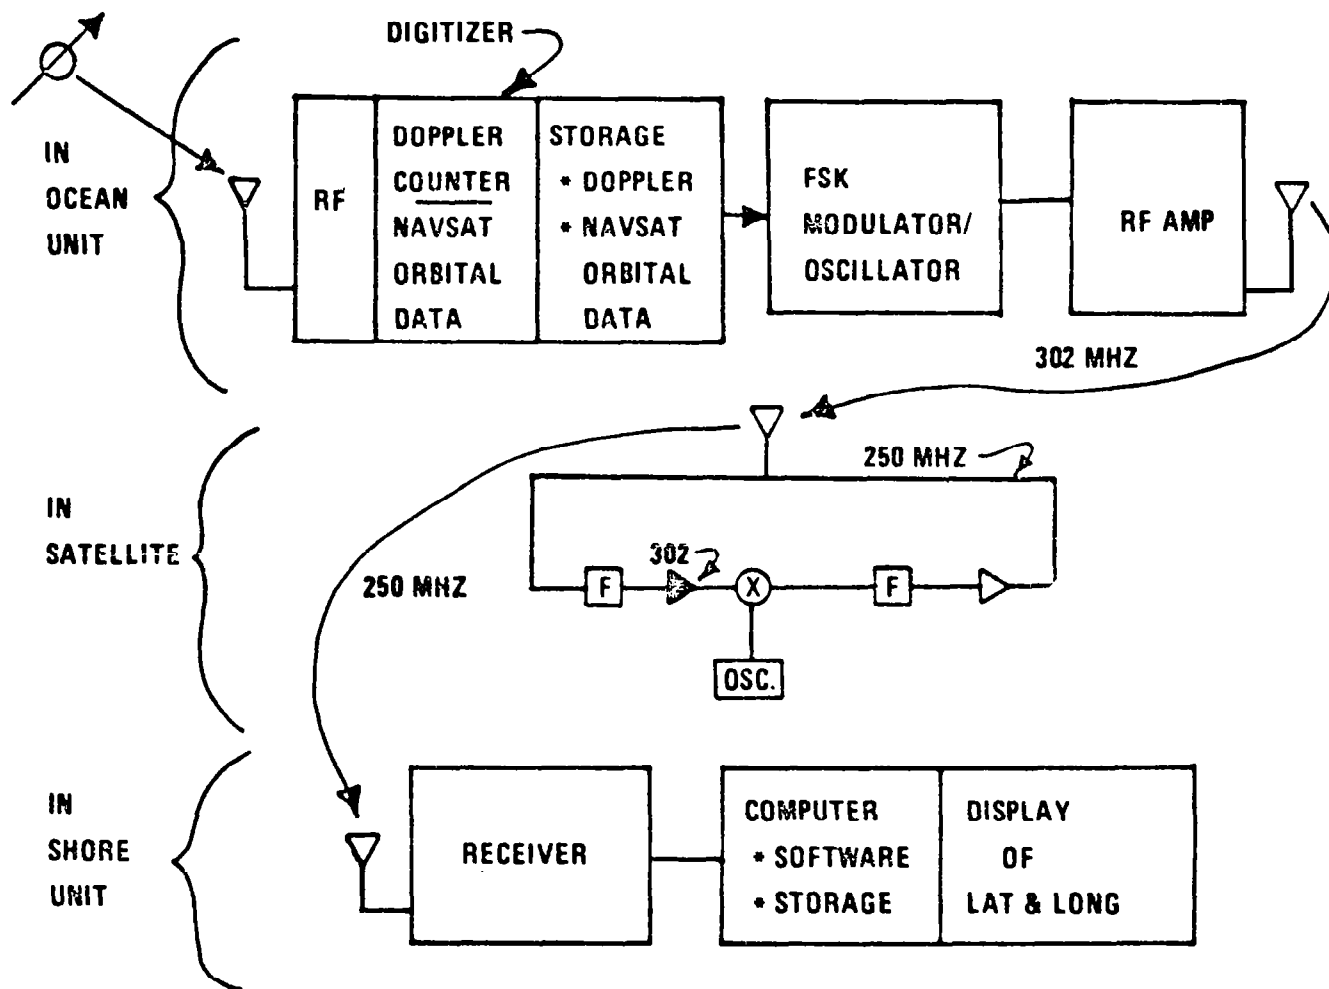 DIGITIZER
IN
OCEAN
UNIT
RF
DOPPLER
COUNTER
NAVSAT
ORBITAL
DATA
STORAGE
* DOPPLER
* NAVSAT
ORBITAL
DATA
FSK
MODULATOR/
OSCILLATOR
RF AMP
302 MHZ
IN
SATELLITE
250 MHZ
250 MHZ
302
F
X
F
OSC.
IN
SHORE
UNIT
RECEIVER
COMPUTER
* SOFTWARE
* STORAGE
DISPLAY
OF
LAT & LONG